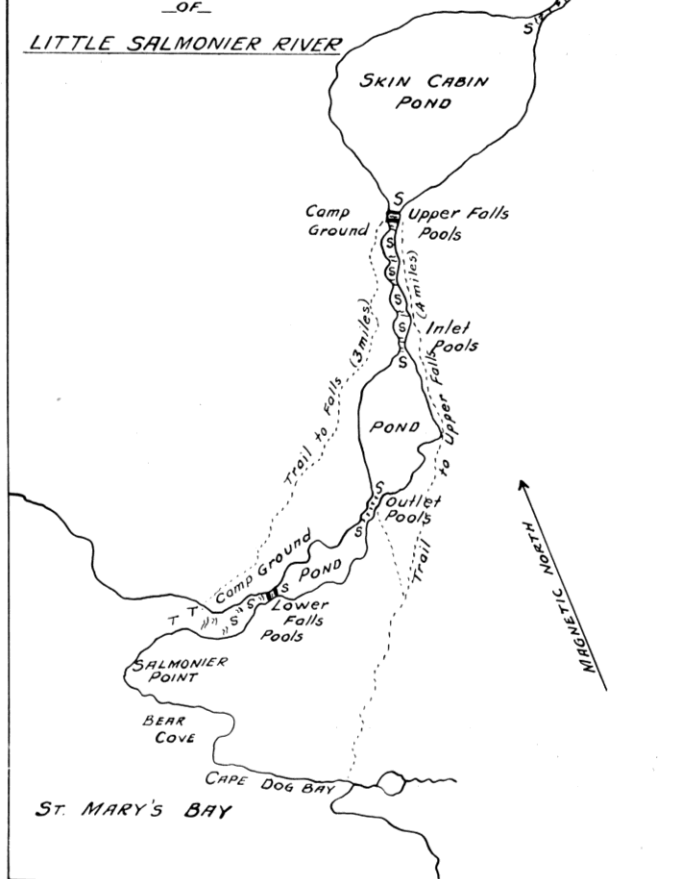 OF
LITTLE SALMONIER RIVER
S
SKIN CABIN
POND
S
Camp
Ground
Upper Falls
Pools
S
S
S
S
(4 miles)
Inlet
Pools
S
Trail to Falls (3 miles)
POND
Trail to Upper Falls
S
Outlet
Pools
S
Camp Ground
POND
S
S
S
T T
Lower
Falls
Pools
MAGNETIC NORTH
SALMONIER
POINT
BEAR
COVE
CAPE DOG BAY
ST. MARY'S BAY